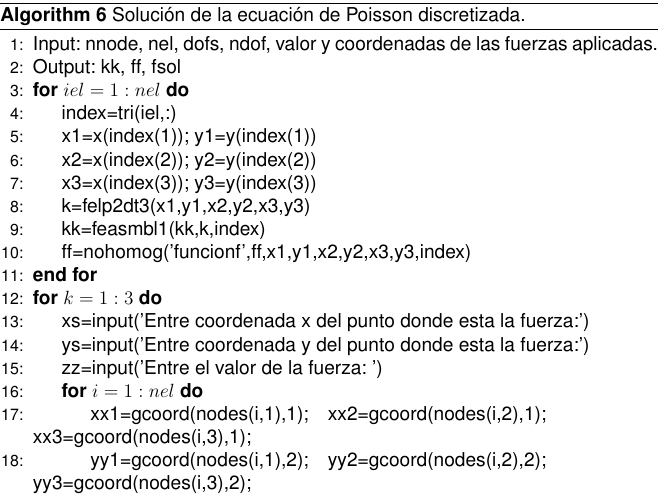 Algorithm 6 Solución de la ecuación de Poisson discretizada.
1: Input: nnode, nel, dofs, ndof, valor y coordenadas de las fuerzas aplicadas.
2: Output: kk, ff, fsol
3: for iel = 1 : nel do
4: index=tri(iel,:)
5: x1=x(index(1)); y1=y(index(1))
6: x2=x(index(2)); y2=y(index(2))
7: x3=x(index(3)); y3=y(index(3))
8: k=felp2dt3(x1,y1,x2,y2,x3,y3)
9: kk=feasmbl1(kk,k,index)
10: ff=nohomog('funcionf',ff,x1,y1,x2,y2,x3,y3,index)
11: end for
12: for k = 1 : 3 do
13: xs=input('Entre coordenada x del punto donde esta la fuerza:')
14: ys=input('Entre coordenada y del punto donde esta la fuerza:')
15: zz=input('Entre el valor de la fuerza: ')
16: for i = 1 : nel do
17: xx1=gcoord(nodes(i,1),1); xx2=gcoord(nodes(i,2),1);
xx3=gcoord(nodes(i,3),1);
18: yy1=gcoord(nodes(i,1),2); yy2=gcoord(nodes(i,2),2);
yy3=gcoord(nodes(i,3),2);